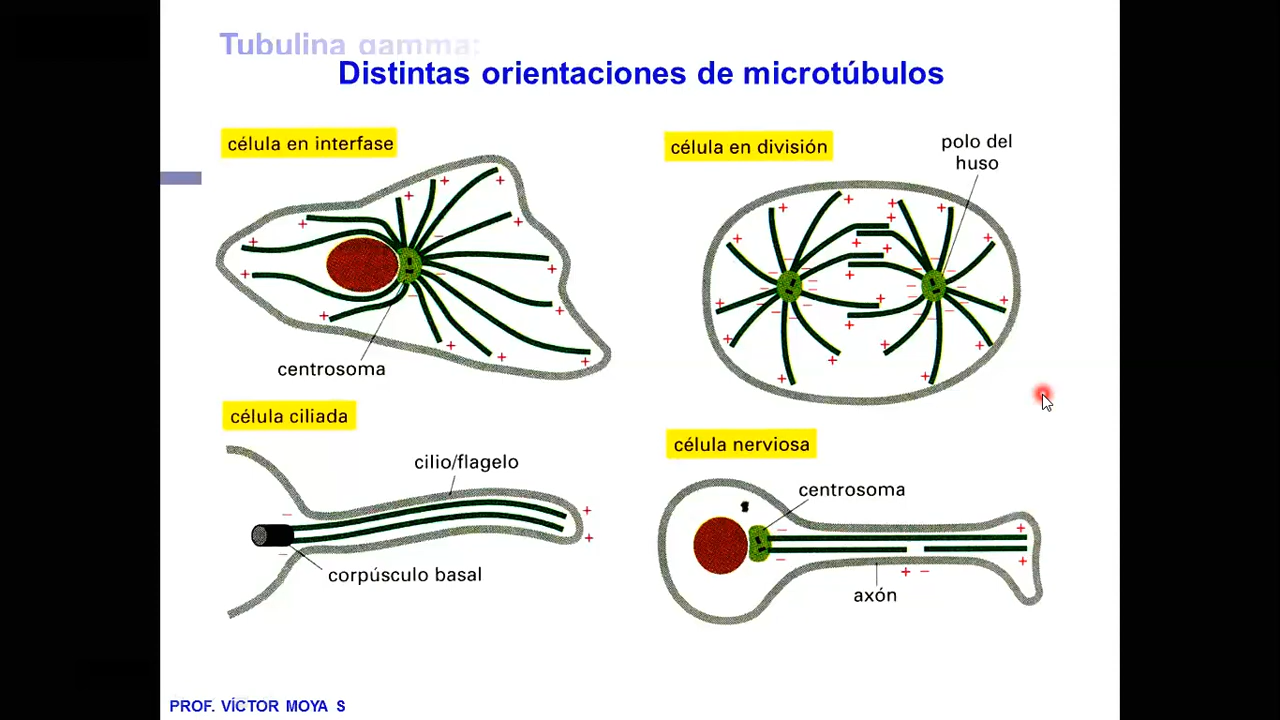 Tubulina gamma:
Distintas orientaciones de microtúbulos
célula en interfase
centrosoma
célula en división
polo del
huso
célula ciliada
cilio/flagelo
corpúsculo basal
célula nerviosa
centrosoma
axón
PROF. VÍCTOR MOYA S